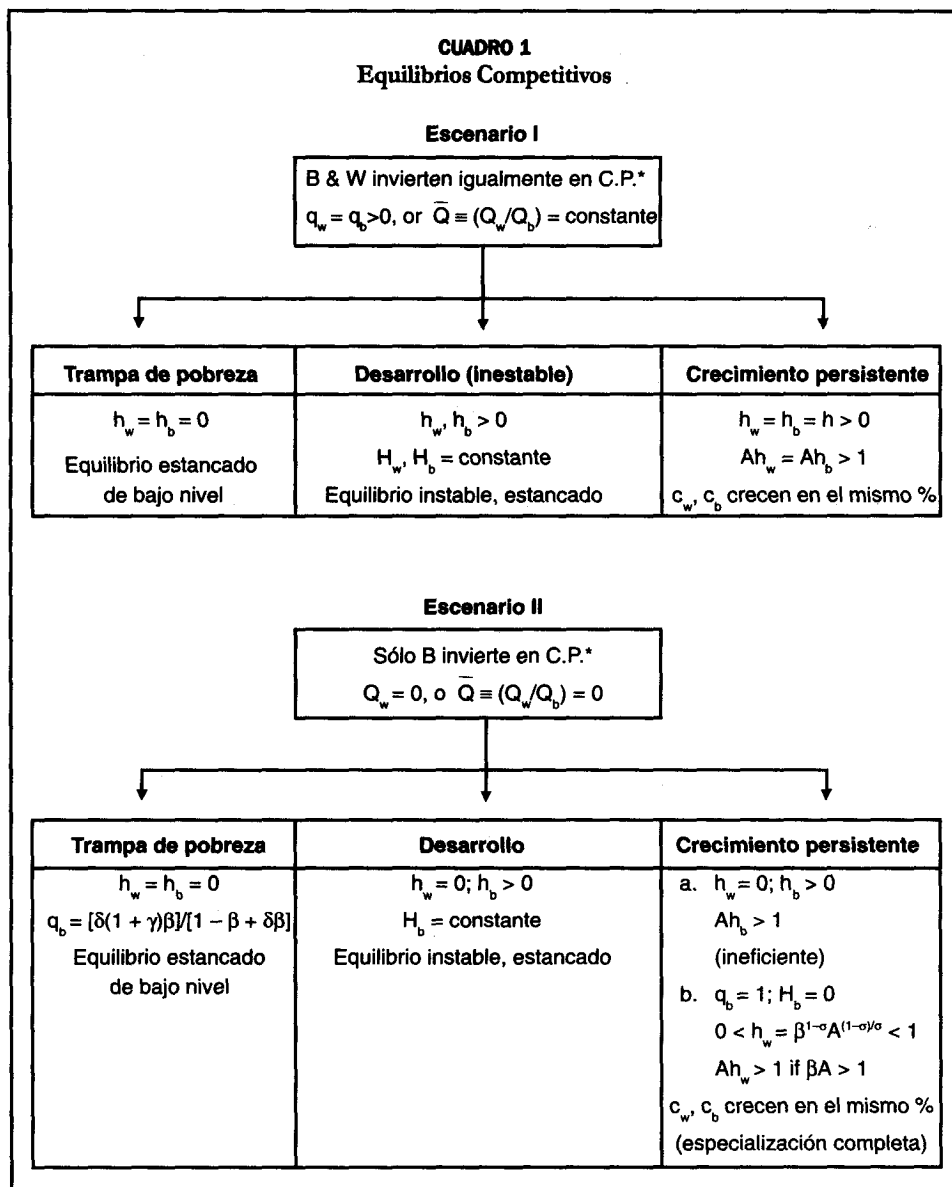 CUADRO 1
Equilibrios Competitivos
Escenario I
B & W invierten igualmente en C.P.*
q_w = q_b>0, or Q̅ ≡ (Q_w/Q_b) = constante
Trampa de pobreza
h_w = h_b = 0
Equilibrio estancado
de bajo nivel
Desarrollo (inestable)
h_w, h_b > 0
H_w, H_b = constante
Equilibrio instable, estancado
Crecimiento persistente
h_w = h_b = h > 0
Ah_w = Ah_b > 1
c_w, c_b crecen en el mismo %
Escenario II
Sólo B invierte en C.P.*
Q_w = 0, o Q̅ ≡ (Q_w/Q_b) = 0
Trampa de pobreza
h_w = h_b = 0
q_b = [δ(1 + γ)β]/[1 − β + δβ]
Equilibrio estancado
de bajo nivel
Desarrollo
h_w = 0; h_b > 0
H_b = constante
Equilibrio instable, estancado
Crecimiento persistente
a. h_w = 0; h_b > 0
Ah_b > 1
(ineficiente)
b. q_b = 1; H_b = 0
0 < h_w = β^{1−σ}A^{(1−σ)/σ} < 1
Ah_w > 1 if βA > 1
c_w, c_b crecen en el mismo %
(especialización completa)